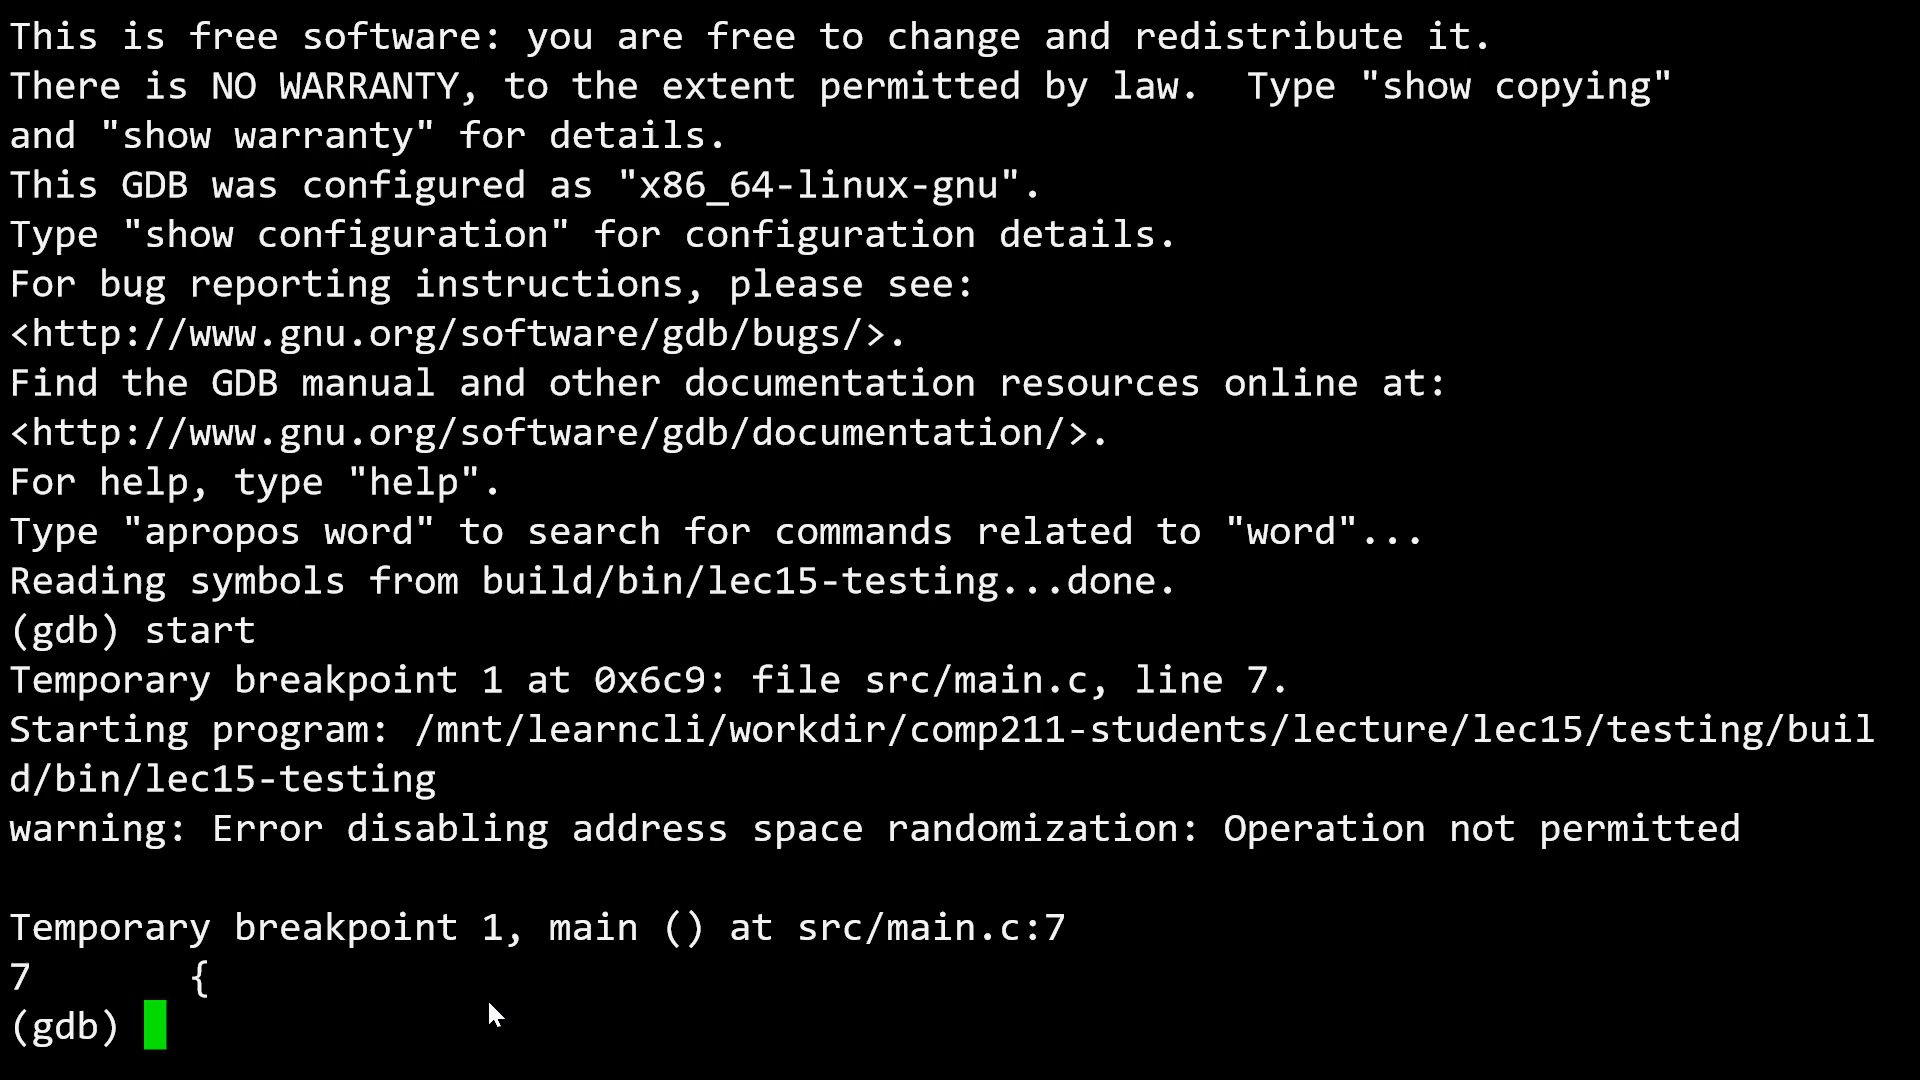 This is free software: you are free to change and redistribute it.
There is NO WARRANTY, to the extent permitted by law.  Type "show copying"
and "show warranty" for details.
This GDB was configured as "x86_64-linux-gnu".
Type "show configuration" for configuration details.
For bug reporting instructions, please see:
<http://www.gnu.org/software/gdb/bugs/>.
Find the GDB manual and other documentation resources online at:
<http://www.gnu.org/software/gdb/documentation/>.
For help, type "help".
Type "apropos word" to search for commands related to "word"...
Reading symbols from build/bin/lec15-testing...done.
(gdb) start
Temporary breakpoint 1 at 0x6c9: file src/main.c, line 7.
Starting program: /mnt/learncli/workdir/comp211-students/lecture/lec15/testing/buil
d/bin/lec15-testing
warning: Error disabling address space randomization: Operation not permitted

Temporary breakpoint 1, main () at src/main.c:7
7       {
(gdb)